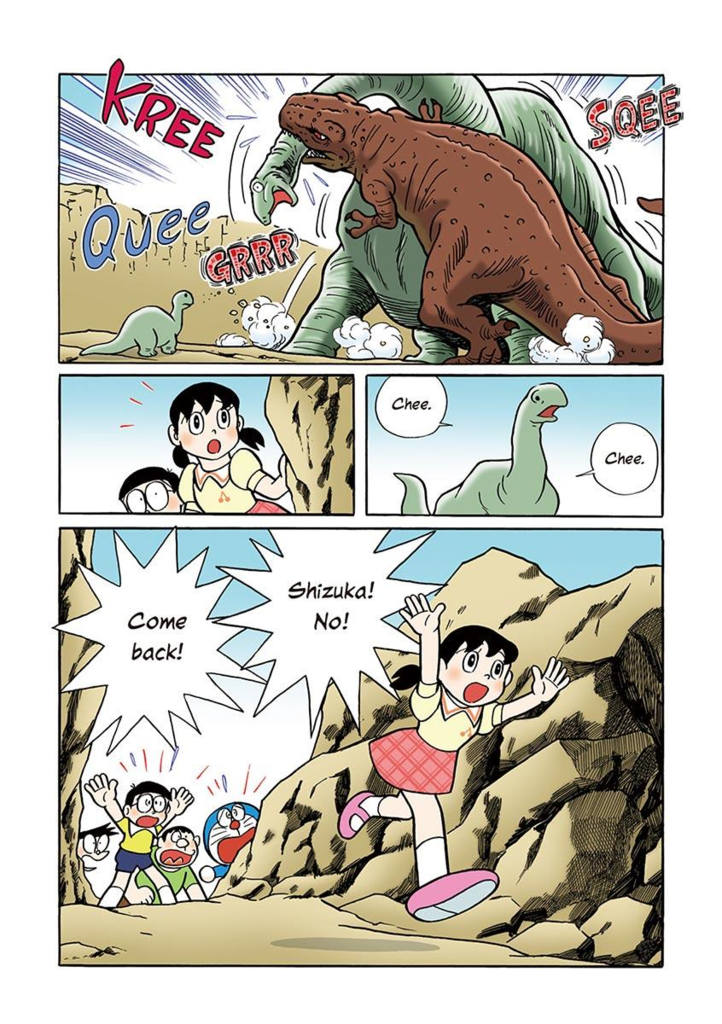 KREE
SQEE
Quee
GRRR
Chee.
Chee.
Shizuka!
No!
Come
back!